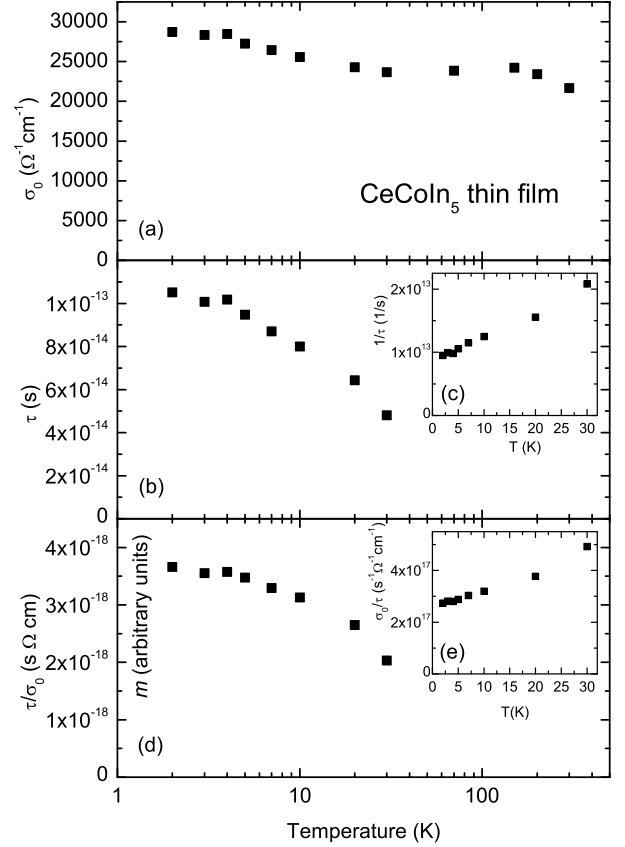 30000
25000
20000
15000
10000
5000
0
σ₀ (Ω⁻¹cm⁻¹)
CeCoIn₅ thin film
(a)
1x10⁻¹³
8x10⁻¹⁴
6x10⁻¹⁴
4x10⁻¹⁴
2x10⁻¹⁴
0
τ (s)
(b)
2x10¹³
1x10¹³
0
1/τ (1/s)
(c)
0 5 10 15 20 25 30
T (K)
4x10⁻¹⁸
3x10⁻¹⁸
2x10⁻¹⁸
1x10⁻¹⁸
0
τ/σ₀ (s Ω cm)
m (arbitrary units)
(d)
4x10¹⁷
2x10¹⁷
0
σ₀/τ (s⁻¹Ω⁻¹cm⁻¹)
(e)
0 5 10 15 20 25 30
T(K)
1 10 100
Temperature (K)